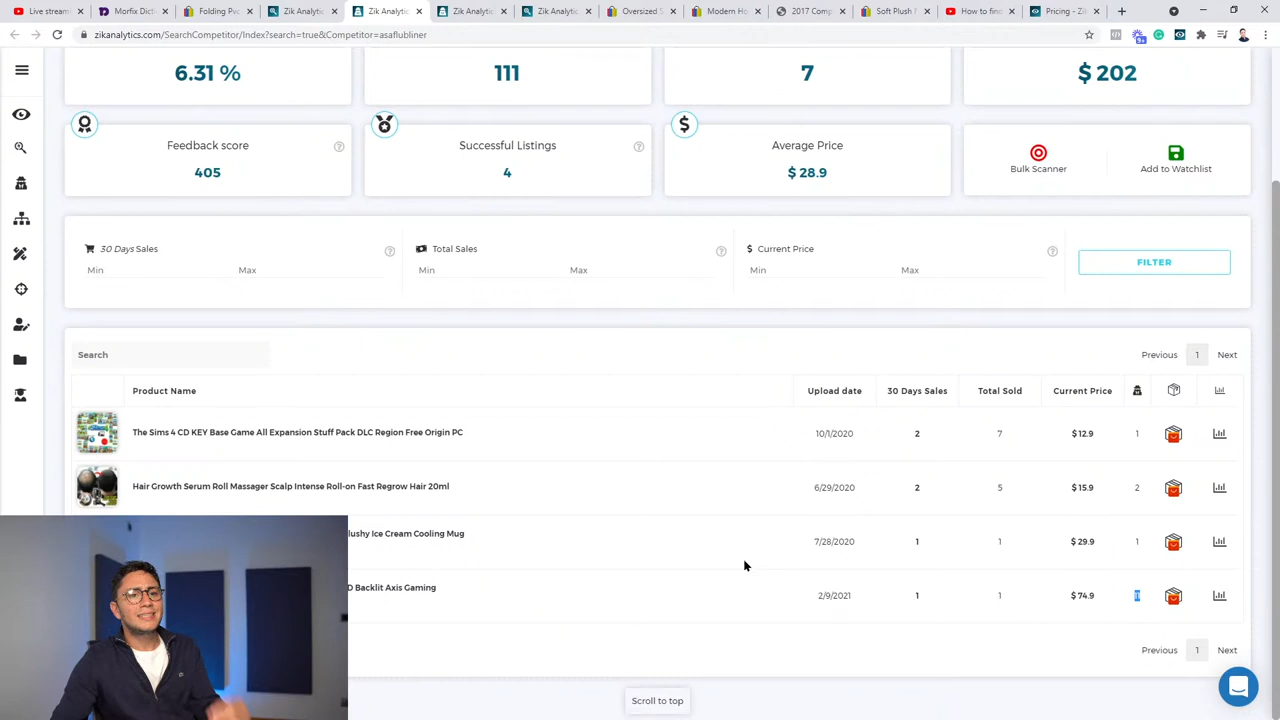 Live strea
Morfix Diction
Folding Pvc
Zik Analytic
Zik Analytic
Zik Analytic
Zik Analytic
Oversized S
Modern Ho
2017 Comp
Soft Plush
How to find
Pricing - Zi
zikanalytics.com/SearchCompetitor/Index?search=true&Competitor=asaflubliner
9+
6.31 %
111
7
$ 202
Feedback score
405
Successful Listings
4
Average Price
$ 28.9
Bulk Scanner
Add to Watchlist
30 Days Sales
Min Max
Total Sales
Min Max
Current Price
Min Max
FILTER
Search
Previous 1 Next
Product Name Upload date 30 Days Sales Total Sold Current Price
The Sims 4 CD KEY Base Game All Expansion Stuff Pack DLC Region Free Origin PC 10/1/2020 2 7 $ 12.9 1
Hair Growth Serum Roll Massager Scalp Intense Roll-on Fast Regrow Hair 20ml 6/29/2020 2 5 $ 15.9 2
lushy Ice Cream Cooling Mug 7/28/2020 1 1 $ 29.9 1
D Backlit Axis Gaming 2/9/2021 1 1 $ 74.9
Previous 1 Next
Scroll to top